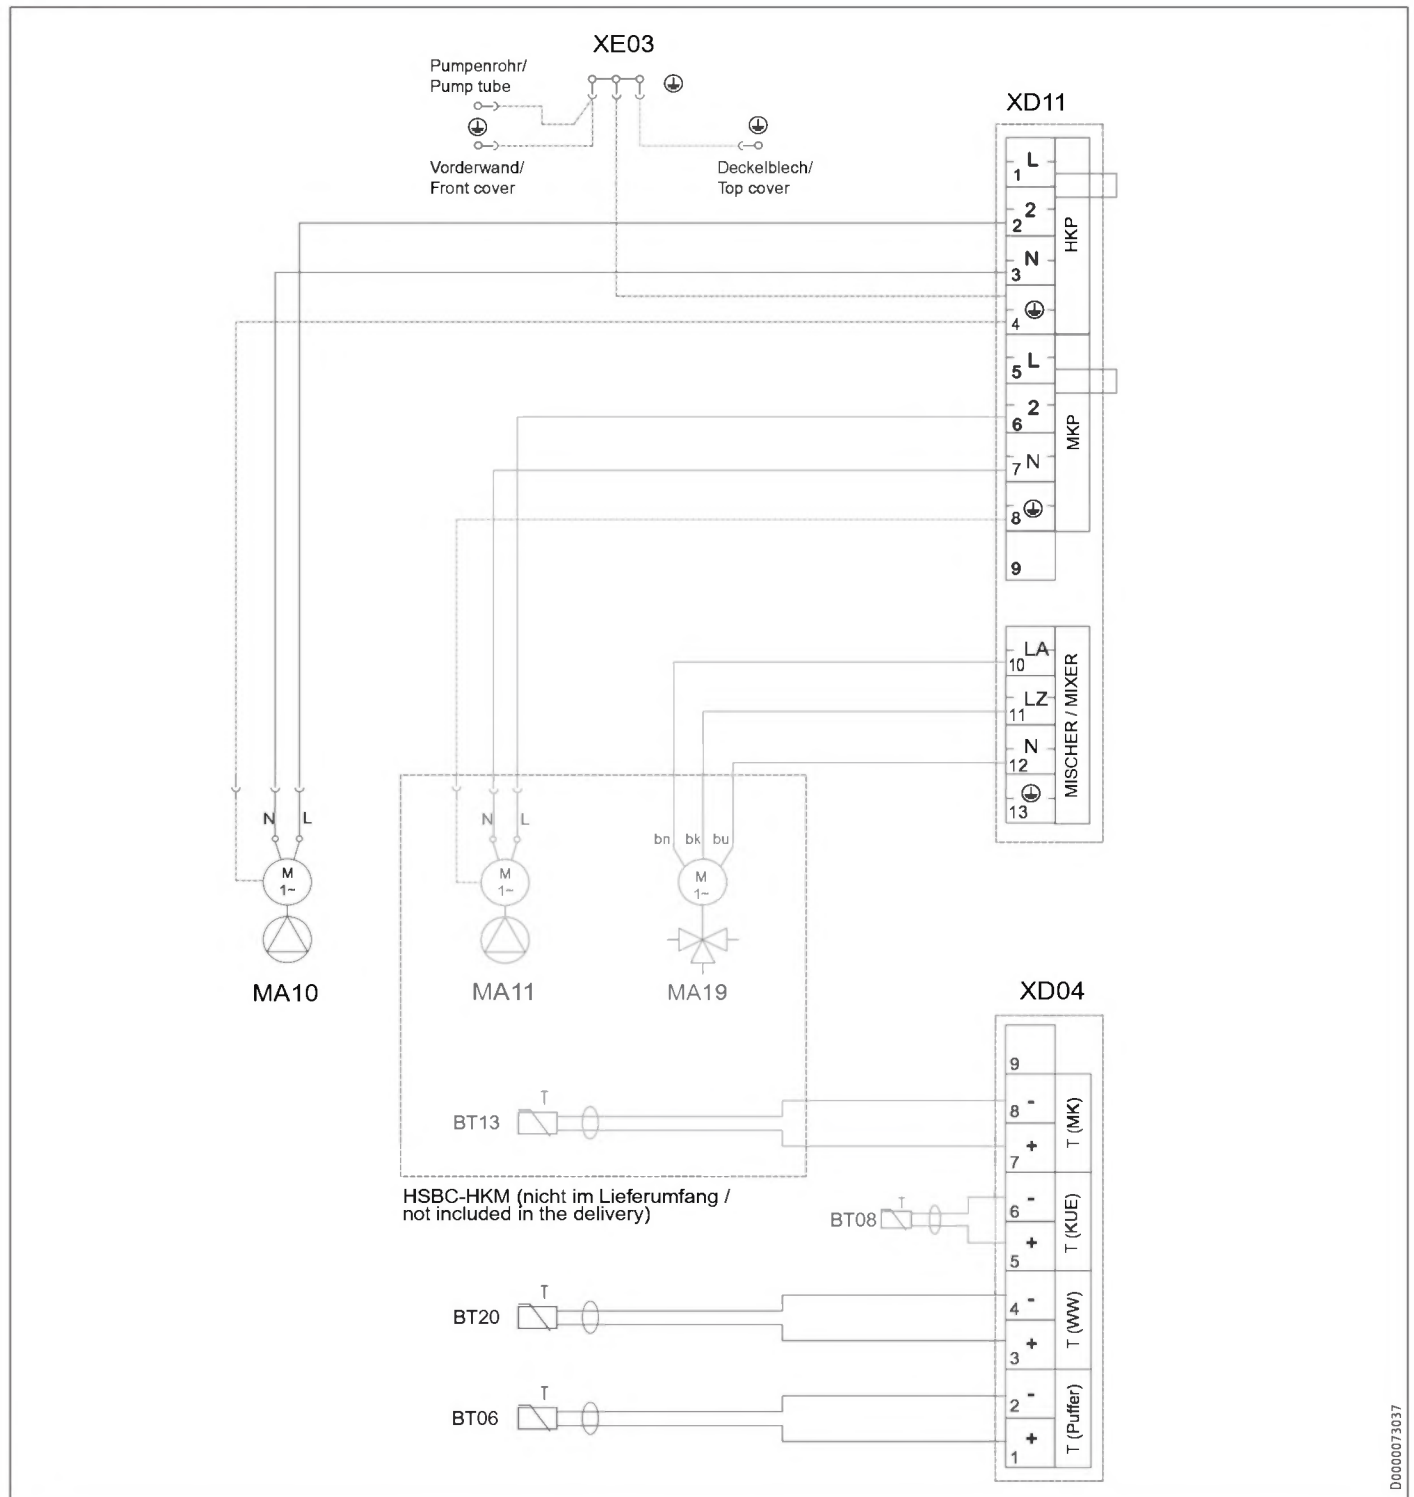 XE03
Pumpenrohr/
Pump tube
Vorderwand/
Front cover
Deckelblech/
Top cover
XD11
L
1
2
2
N
3
4
HKP
L
5
2
6
N
7
8
MKP
9
LA
10
LZ
11
N
12
13
MISCHER / MIXER
N
L
M
1~
MA10
N
L
M
1~
MA11
bn
bk
bu
M
1~
MA19
XD04
9
T
BT13
8 -
+
7
T (MK)
HSBC-HKM (nicht im Lieferumfang /
not included in the delivery)
T
BT08
6 -
+
5
T (KUE)
T
BT20
4 -
+
3
T (WW)
T
BT06
2 -
+
1
T (Puffer)
D0000073037